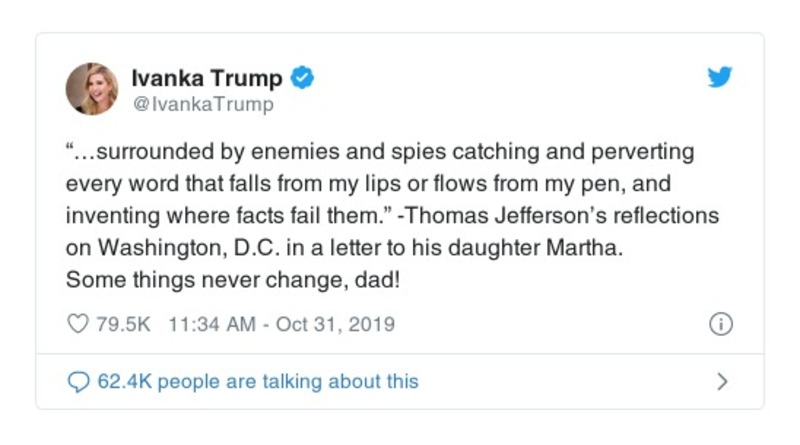 Ivanka Trump
@IvankaTrump
“…surrounded by enemies and spies catching and perverting
every word that falls from my lips or flows from my pen, and
inventing where facts fail them.” -Thomas Jefferson’s reflections
on Washington, D.C. in a letter to his daughter Martha.
Some things never change, dad!
79.5K 11:34 AM - Oct 31, 2019
62.4K people are talking about this